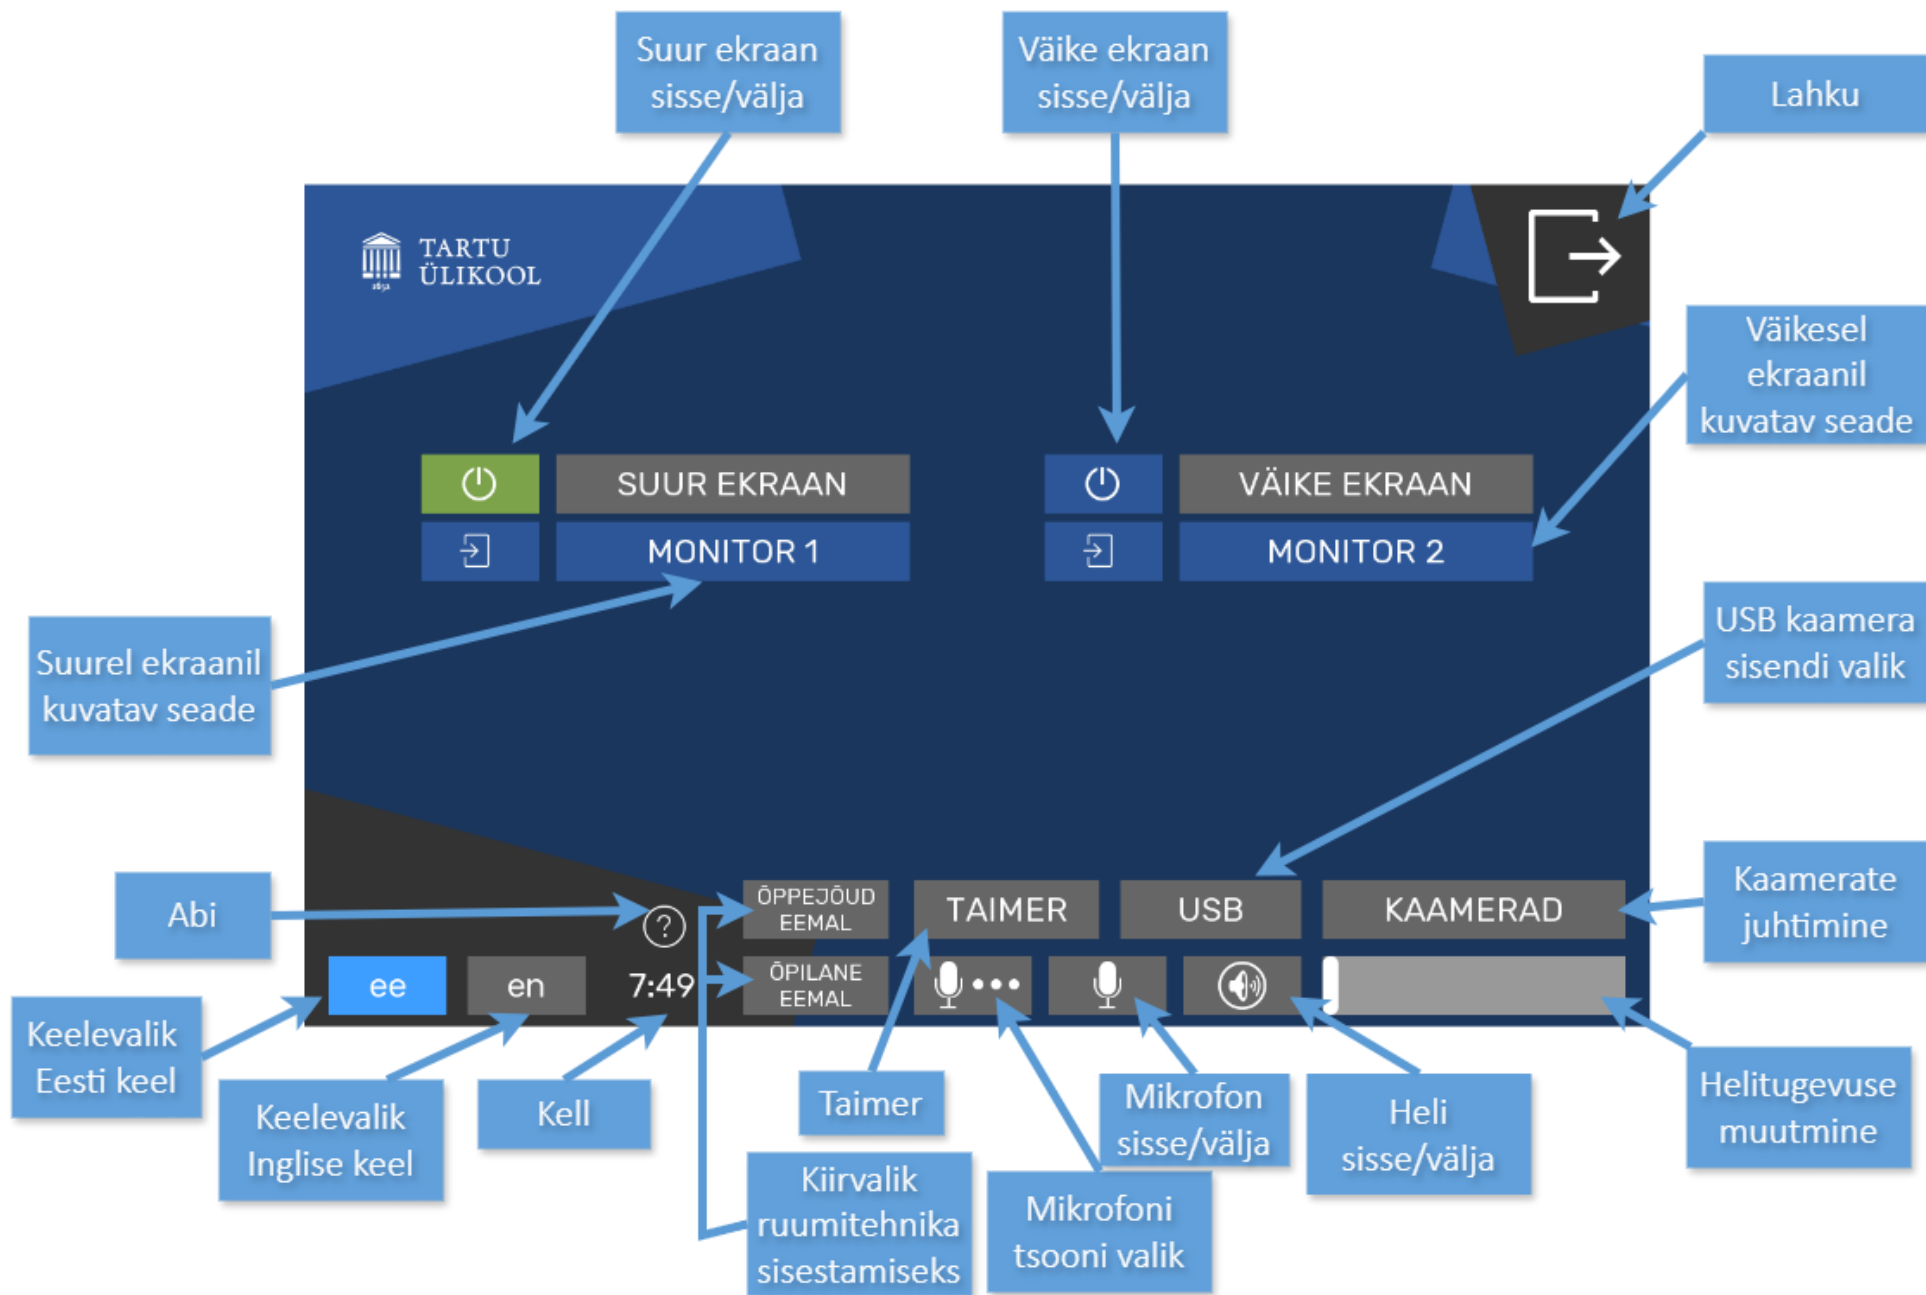 Suur ekraan
sisse/välja
Väike ekraan
sisse/välja
Lahku
TARTU
ÜLIKOOL
1632
Väikesel
ekraanil
kuvatav seade
SUUR EKRAAN
VÄIKE EKRAAN
MONITOR 1
MONITOR 2
Suurel ekraanil
kuvatav seade
USB kaamera
sisendi valik
Abi
?
ÕPPEJÕUD
EEMAL
TAIMER
USB
KAAMERAD
Kaamerate
juhtimine
ee
en
7:49
ÕPILANE
EEMAL
Keelevalik
Eesti keel
Keelevalik
Inglise keel
Kell
Taimer
Kiirvalik
ruumitehnika
sisestamiseks
Mikrofoni
tsooni valik
Mikrofon
sisse/välja
Heli
sisse/välja
Helitugevuse
muutmine